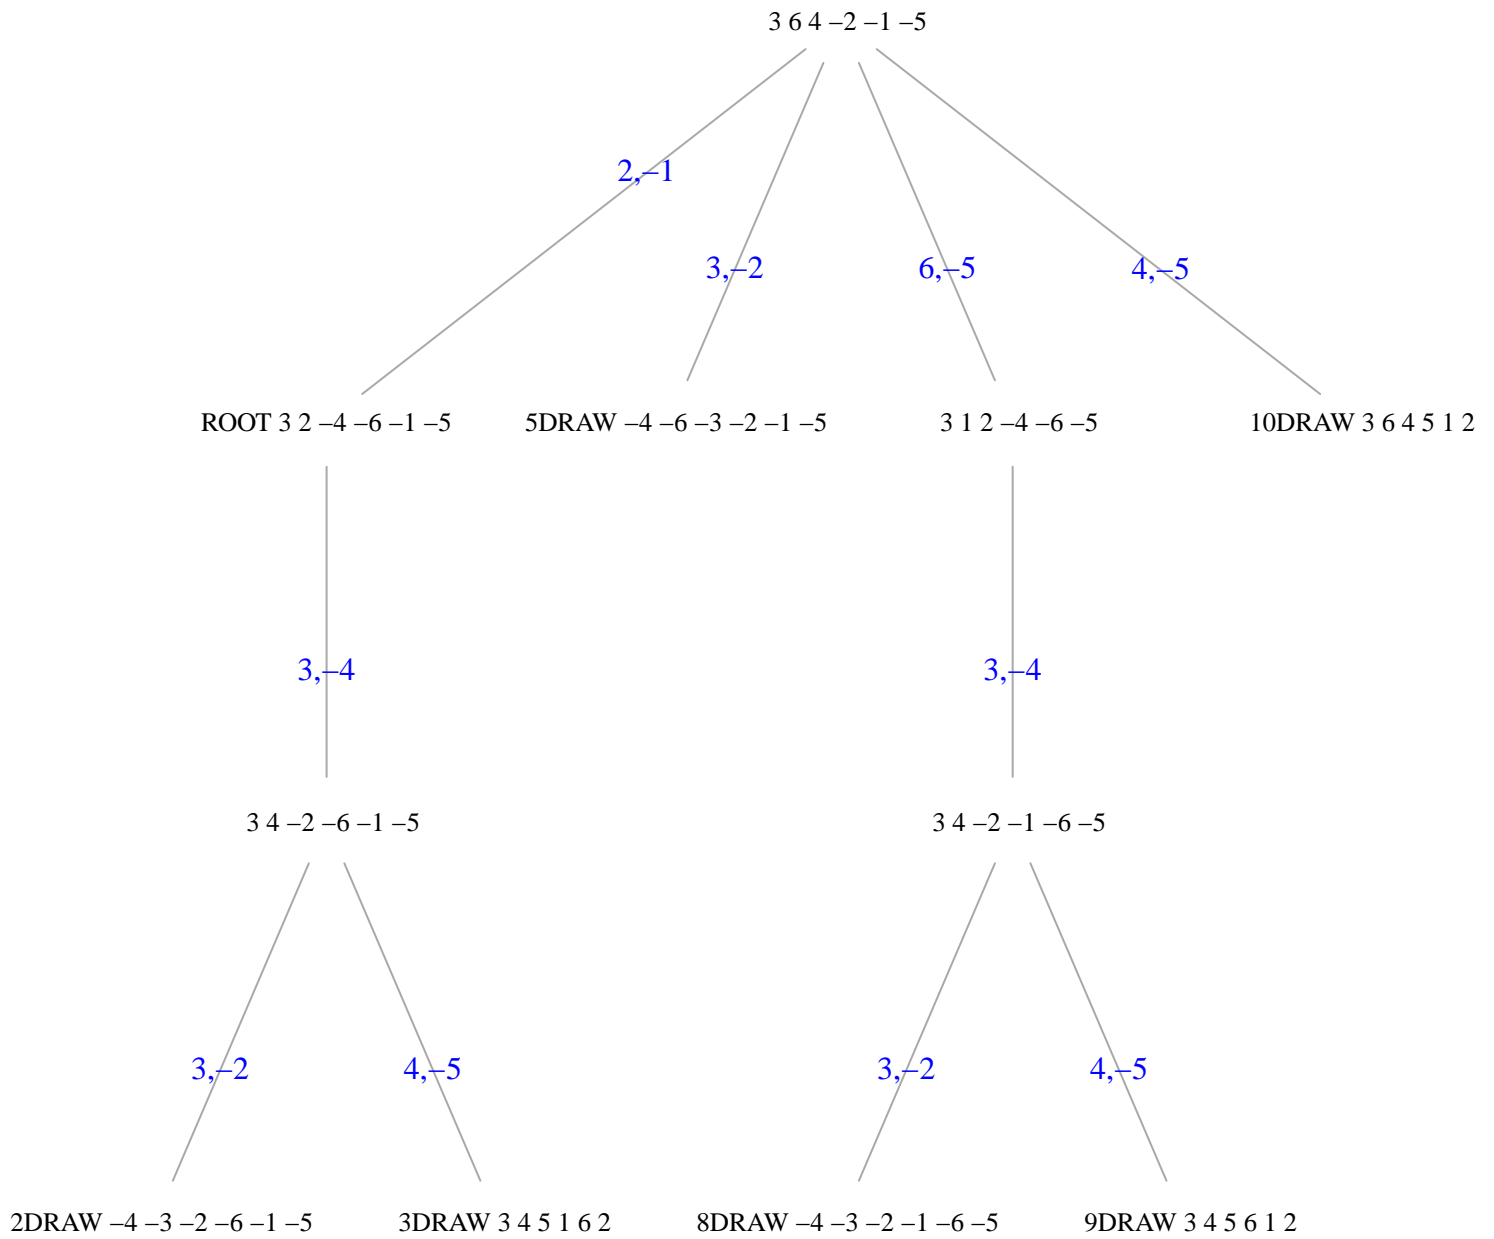 3 6 4 –2 –1 –5
2,–1
3,–2 6,–5 4,–5
ROOT 3 2 –4 –6 –1 –5 5DRAW –4 –6 –3 –2 –1 –5 3 1 2 –4 –6 –5 10DRAW 3 6 4 5 1 2
3,–4 3,–4
3 4 –2 –6 –1 –5 3 4 –2 –1 –6 –5
3,–2 4,–5 3,–2 4,–5
2DRAW –4 –3 –2 –6 –1 –5 3DRAW 3 4 5 1 6 2 8DRAW –4 –3 –2 –1 –6 –5 9DRAW 3 4 5 6 1 2